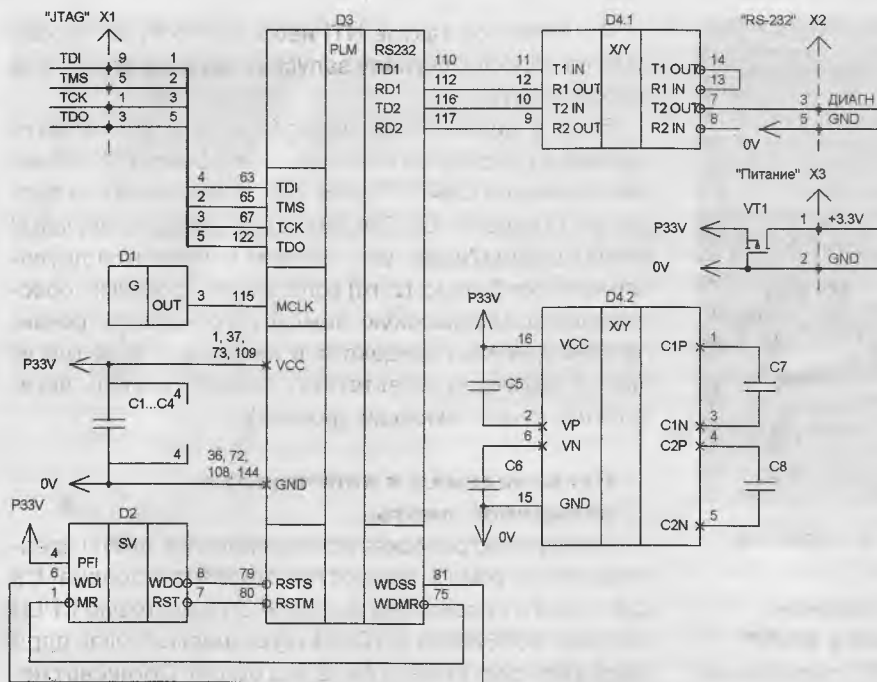 "JTAG" X1
TDI 9 1
TMS 5 2
TCK 1 3
TDO 3 5
D3
PLM RS232
TD1 110
RD1 112
TD2 116
RD2 117
4 63 TDI
2 65 TMS
3 67 TCK
5 122 TDO
D1
G
OUT 3 115 MCLK
1, 37,
73, 109
P33V VCC
C1...C4 4
4 36, 72,
108, 144
0V GND
P33V
D2
SV
4 PFI
6 WDI WDO 8 79 RSTS
1 MR RST 7 80 RSTM
WDSS 81
WDMR 75
D4.1
X/Y
11 T1 IN T1 OUT 14
12 R1 OUT R1 IN 13
10 T2 IN T2 OUT 7
9 R2 OUT R2 IN 8
"RS-232" X2
3 ДИАГН
5 GND
0V
"Питание" X3
VT1
P33V 1 +3.3V
0V 2 GND
D4.2
X/Y
P33V
16 VCC C1P 1
C5 C7
2 VP C1N 3
6 VN C2P 4
C6 C8
15 GND
C2N 5
0V